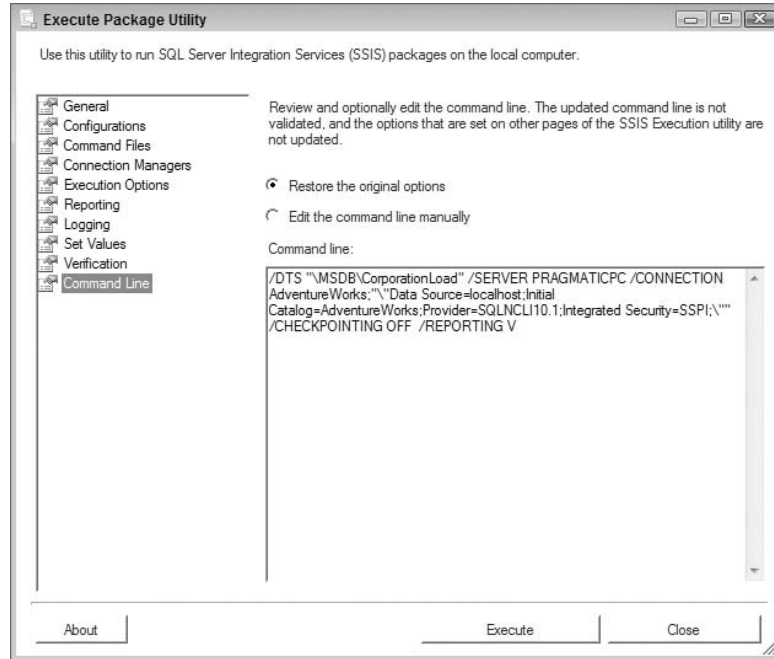 Execute Package Utility
Use this utility to run SQL Server Integration Services (SSIS) packages on the local computer.
General
Configurations
Command Files
Connection Managers
Execution Options
Reporting
Logging
Set Values
Verification
Command Line
Review and optionally edit the command line. The updated command line is not
validated, and the options that are set on other pages of the SSIS Execution utility are
not updated.
Restore the original options
Edit the command line manually
Command line:
/DTS "\MSDB\CorporationLoad" /SERVER PRAGMATICPC /CONNECTION
AdventureWorks;"\"Data Source=localhost;Initial
Catalog=AdventureWorks;Provider=SQLNCLI10.1;Integrated Security=SSPI;\""
/CHECKPOINTING OFF  /REPORTING V
About
Execute
Close